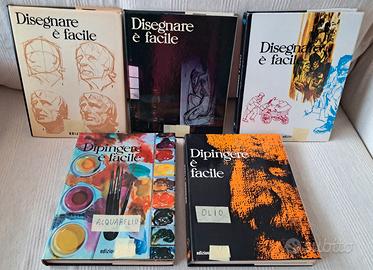 Disegnare
è facile
Disegnare
è facile
Disegnare
è facile
Dipingere
è facile
ACQUARELLO
Dipingere
è
facile
OLIO
subito